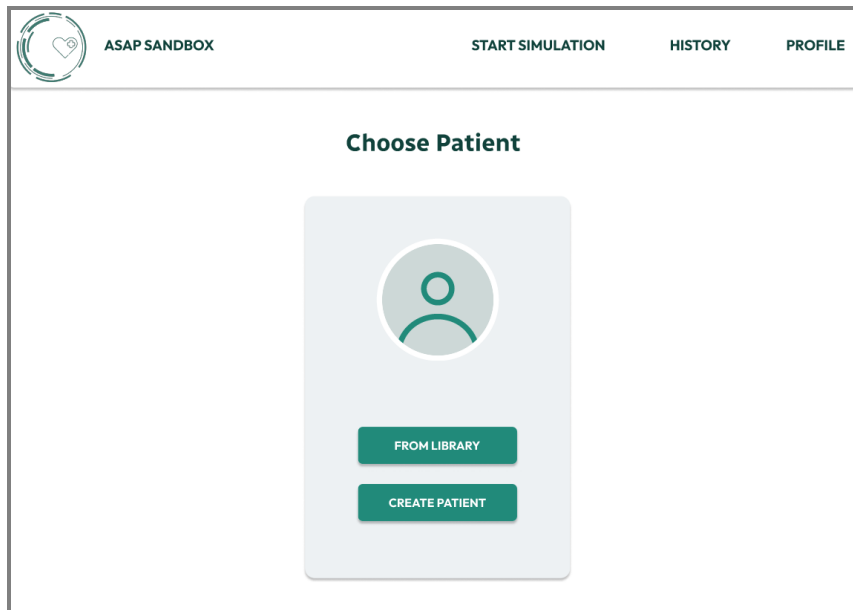 ASAP SANDBOX
START SIMULATION
HISTORY
PROFILE
Choose Patient
FROM LIBRARY
CREATE PATIENT